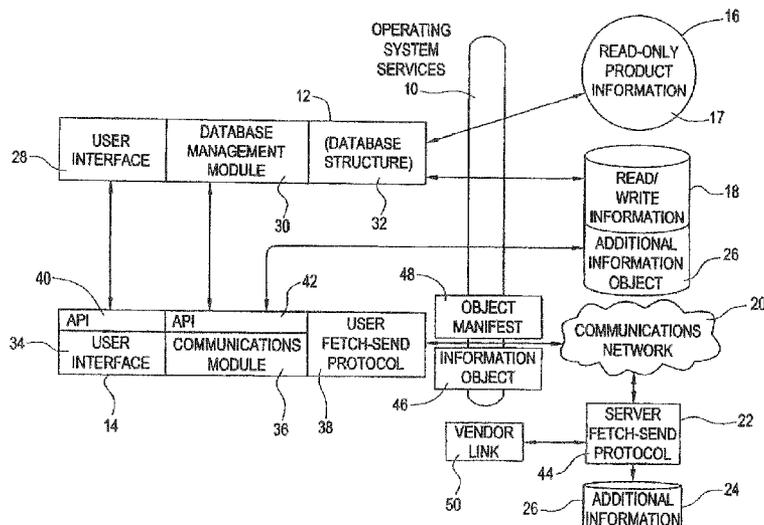 OPERATING
SYSTEM
SERVICES
10
16
READ-ONLY
PRODUCT
INFORMATION
17
12
USER
INTERFACE
DATABASE
MANAGEMENT
MODULE
(DATABASE
STRUCTURE)
28
30
32
READ/
WRITE
INFORMATION
18
ADDITIONAL
INFORMATION
OBJECT
26
40
42
48
API
API
USER
INTERFACE
COMMUNICATIONS
MODULE
USER
FETCH-SEND
PROTOCOL
34
14
36
38
OBJECT
MANIFEST
INFORMATION
OBJECT
46
20
COMMUNICATIONS
NETWORK
VENDOR
LINK
50
SERVER
FETCH-SEND
PROTOCOL
22
44
24
26
ADDITIONAL
INFORMATION